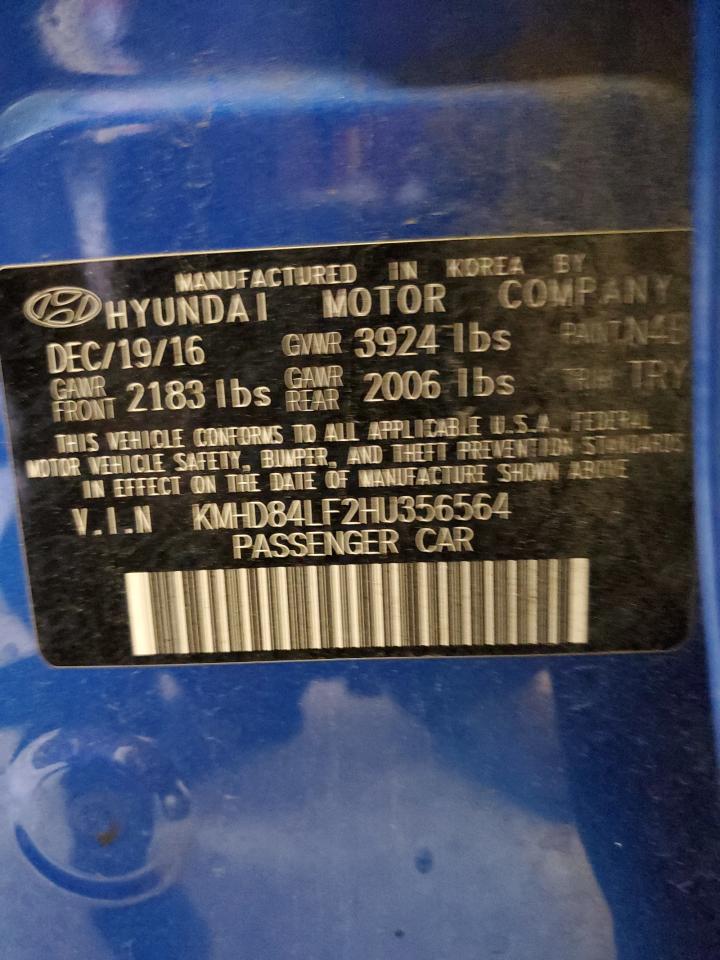 MANUFACTURED IN KOREA BY
HYUNDAI MOTOR COMPANY
DEC/19/16 GVWR 3924 lbs PAINT:
GAWR FRONT 2183 lbs GAWR REAR 2006 lbs TRIM: TRY
THIS VEHICLE CONFORMS TO ALL APPLICABLE U.S.A. FEDERAL
MOTOR VEHICLE SAFETY, BUMPER, AND THEFT PREVENTION STANDARDS
IN EFFECT ON THE DATE OF MANUFACTURE SHOWN ABOVE
V.I.N KMHD84LF2HU356564
PASSENGER CAR